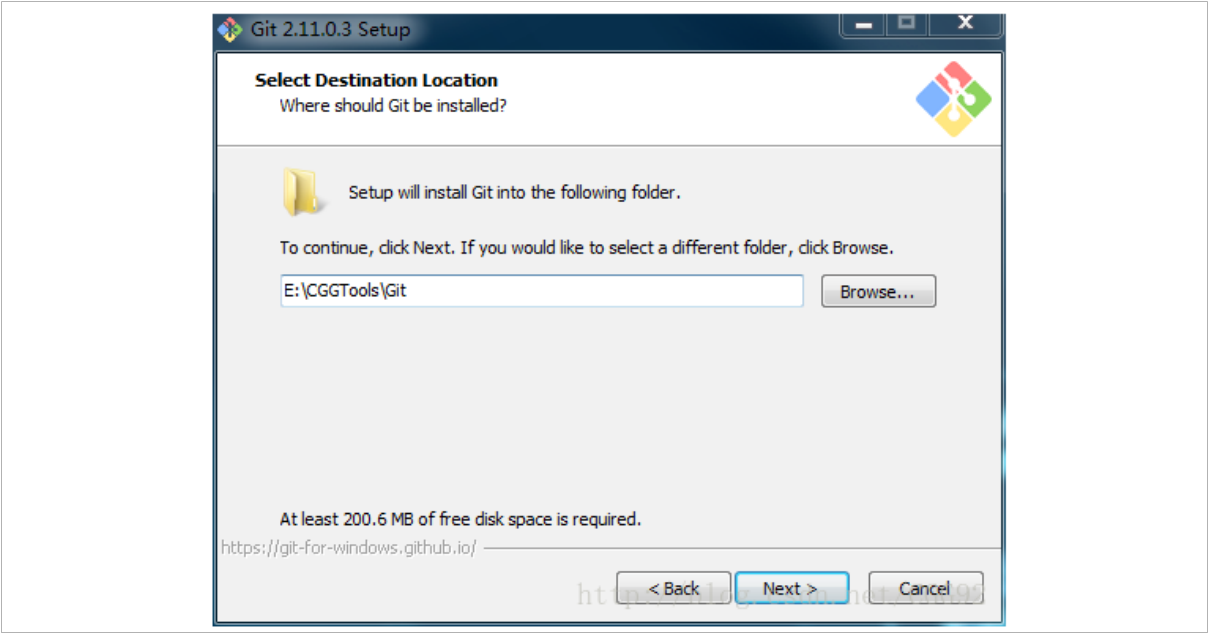 Git 2.11.0.3 Setup
Select Destination Location
Where should Git be installed?
Setup will install Git into the following folder.
To continue, click Next. If you would like to select a different folder, click Browse.
E:\CGGTools\Git
Browse...
At least 200.6 MB of free disk space is required.
https://git-for-windows.github.io/
< Back
Next >
Cancel